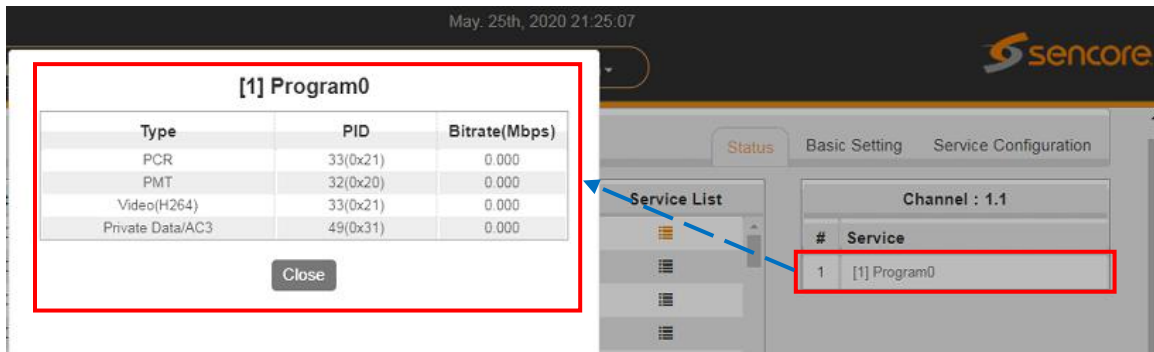 May. 25th, 2020 21:25:07
sencore
[1] Program0
Type PID Bitrate(Mbps)
PCR 33(0x21) 0.000
PMT 32(0x20) 0.000
Video(H264) 33(0x21) 0.000
Private Data/AC3 49(0x31) 0.000
Close
Status Basic Setting Service Configuration
Service List
Channel : 1.1
# Service
1 [1] Program0